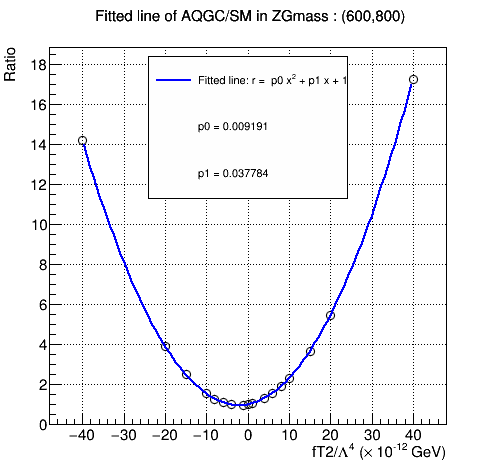 Fitted line of AQGC/SM in ZGmass : (600,800)
Ratio
Fitted line: r = p0 x² + p1 x + 1
p0 = 0.009191
p1 = 0.037784
18
16
14
12
10
8
6
4
2
0
−40 −30 −20 −10 0 10 20 30 40
fT2/Λ⁴ (× 10⁻¹² GeV)